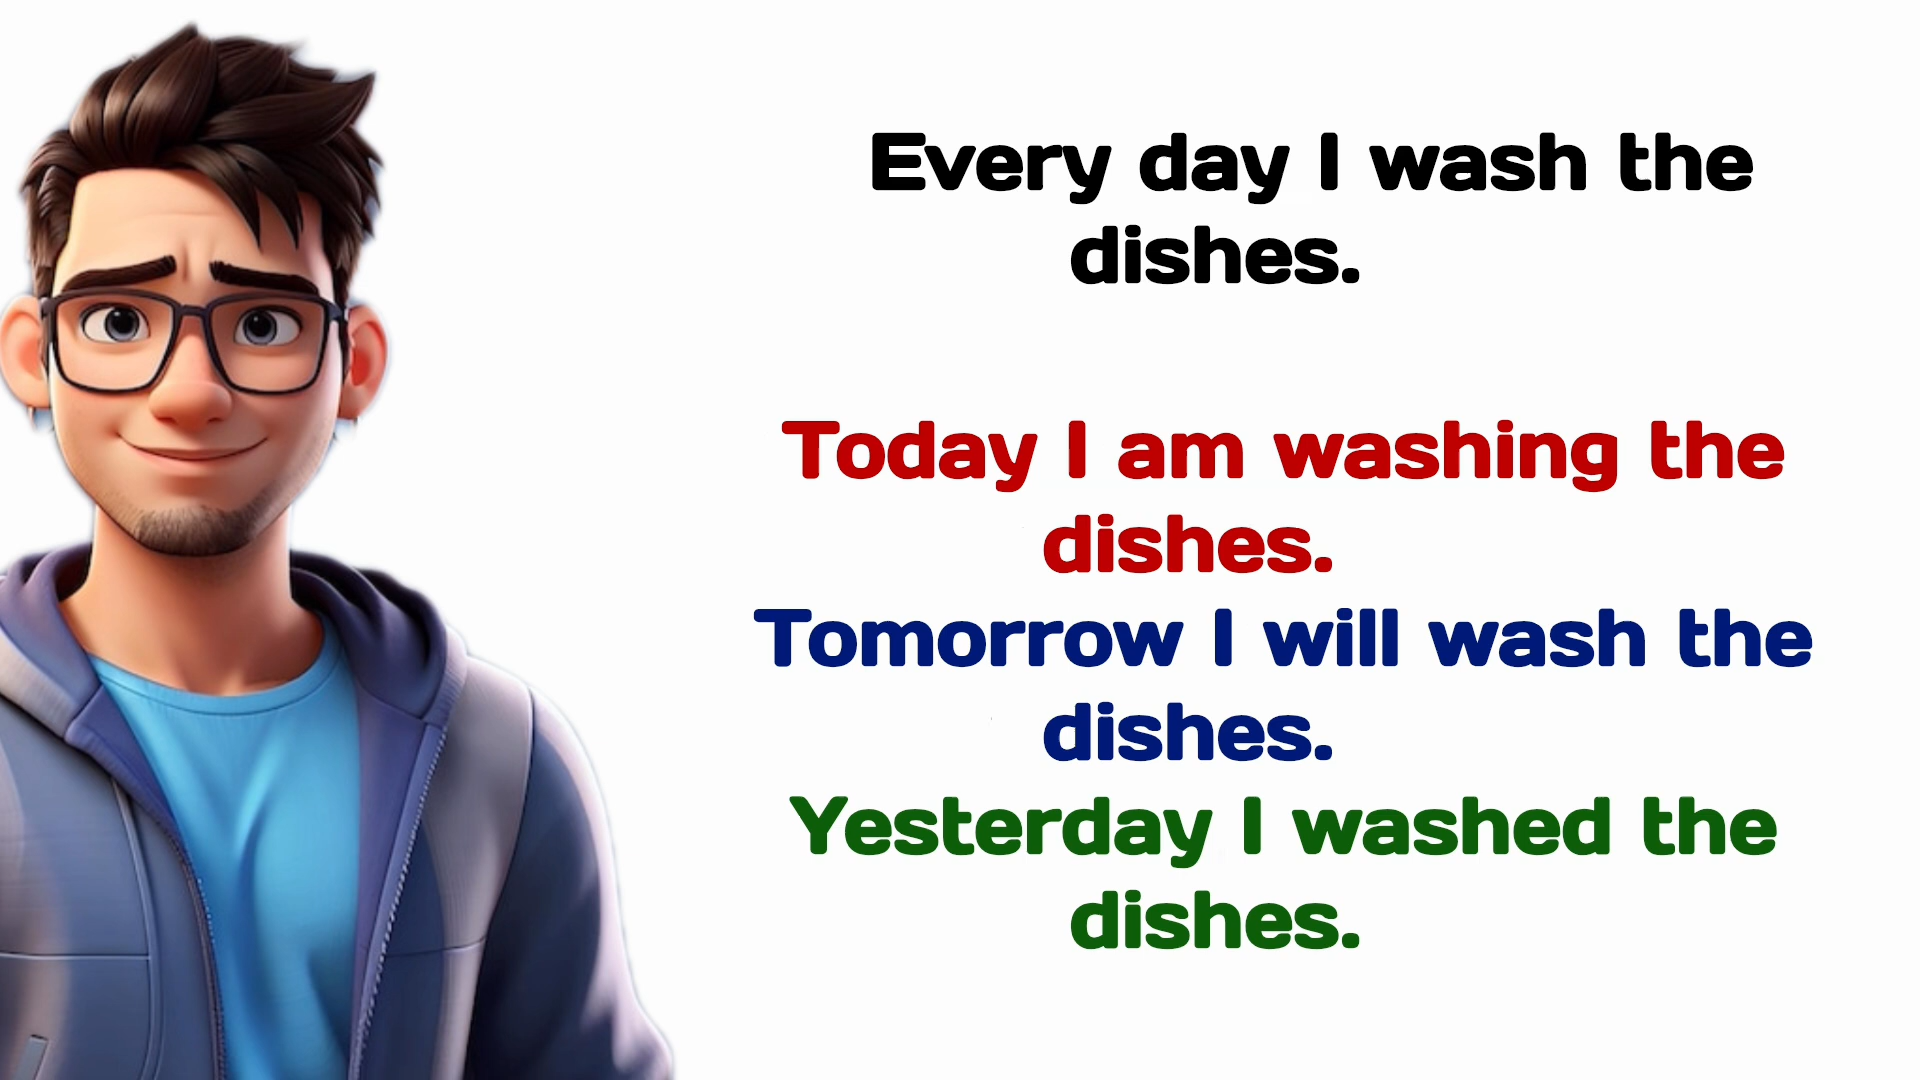 Every day I wash the
dishes.
Today I am washing the
dishes.
Tomorrow I will wash the
dishes.
Yesterday I washed the
dishes.